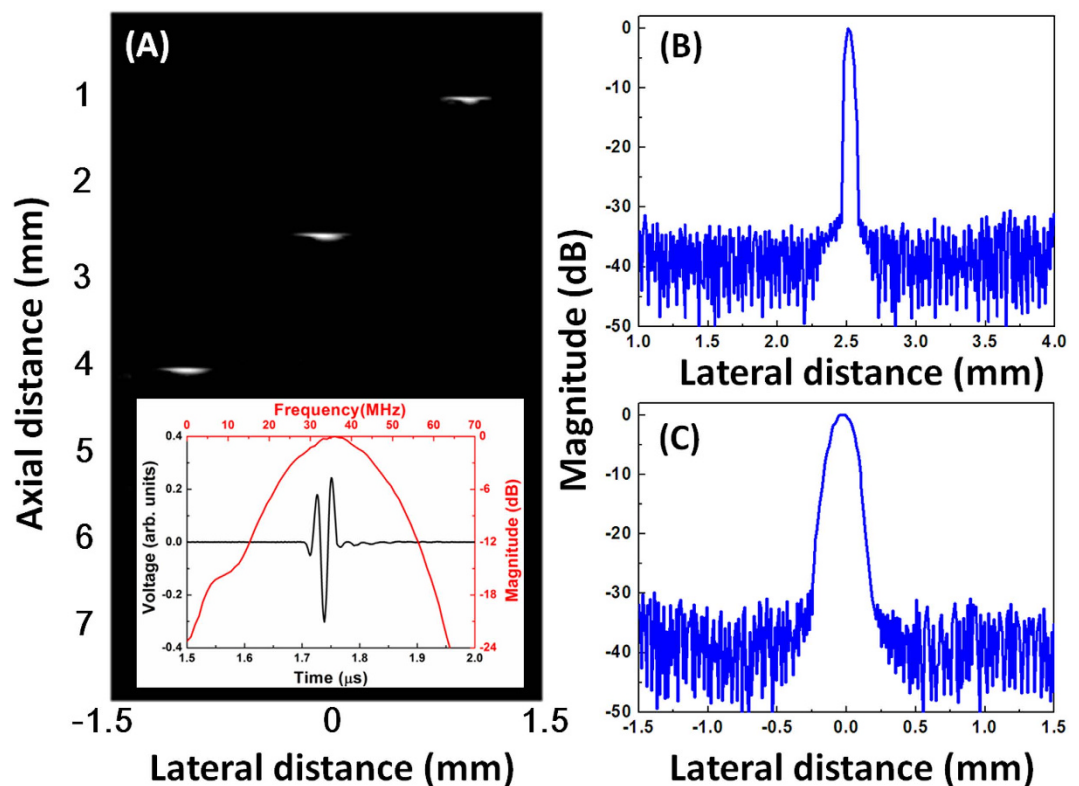 (A)
1
2
3
4
5
6
7
Axial distance (mm)
-1.5 0 1.5
Lateral distance (mm)
Frequency(MHz)
0 10 20 30 40 50 60 70
0.4
0.2
0.0
-0.2
-0.4
Voltage (arb. units)
0
-6
-12
-18
-24
Magnitude (dB)
1.5 1.6 1.7 1.8 1.9 2.0
Time (μs)
(B)
0
-10
-20
-30
-40
-50
1.0 1.5 2.0 2.5 3.0 3.5 4.0
Lateral distance (mm)
Magnitude (dB)
(C)
0
-10
-20
-30
-40
-50
-1.5 -1.0 -0.5 0.0 0.5 1.0 1.5
Lateral distance (mm)